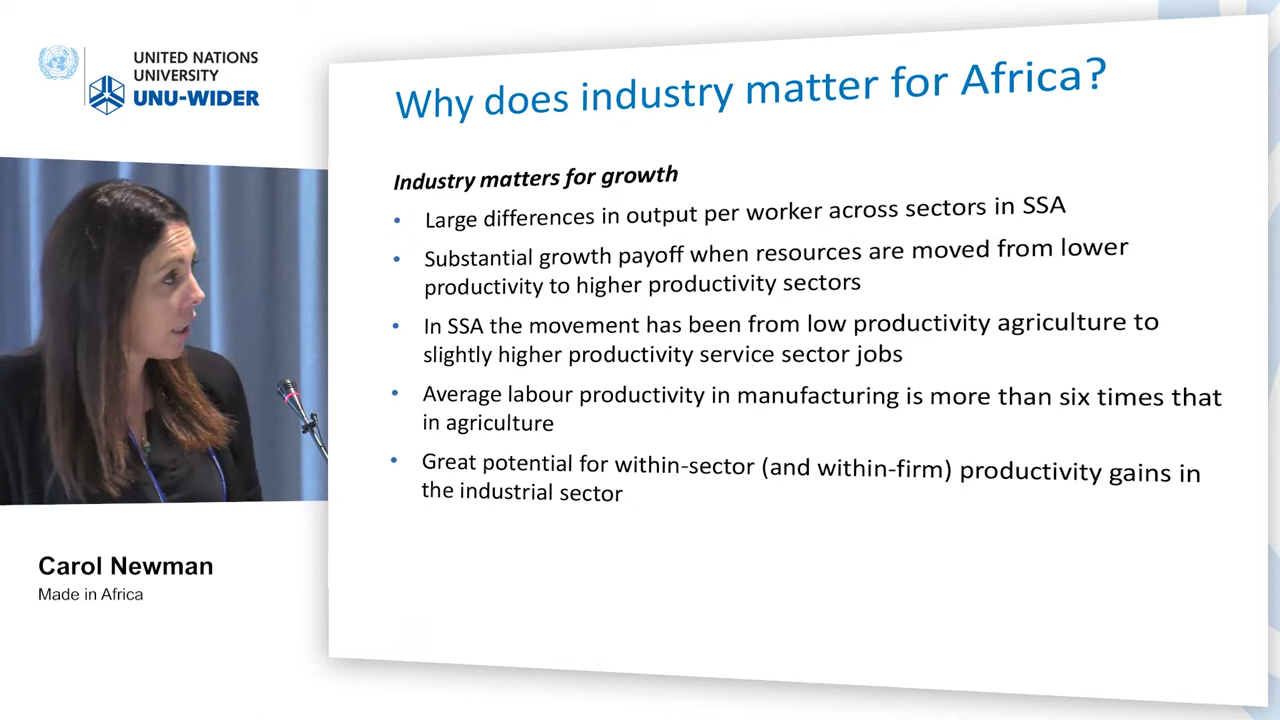 UNITED NATIONS
UNIVERSITY
UNU-WIDER
Why does industry matter for Africa?
Industry matters for growth
• Large differences in output per worker across sectors in SSA
• Substantial growth payoff when resources are moved from lower
productivity to higher productivity sectors
• In SSA the movement has been from low productivity agriculture to
slightly higher productivity service sector jobs
• Average labour productivity in manufacturing is more than six times that
in agriculture
• Great potential for within-sector (and within-firm) productivity gains in
the industrial sector
Carol Newman
Made in Africa